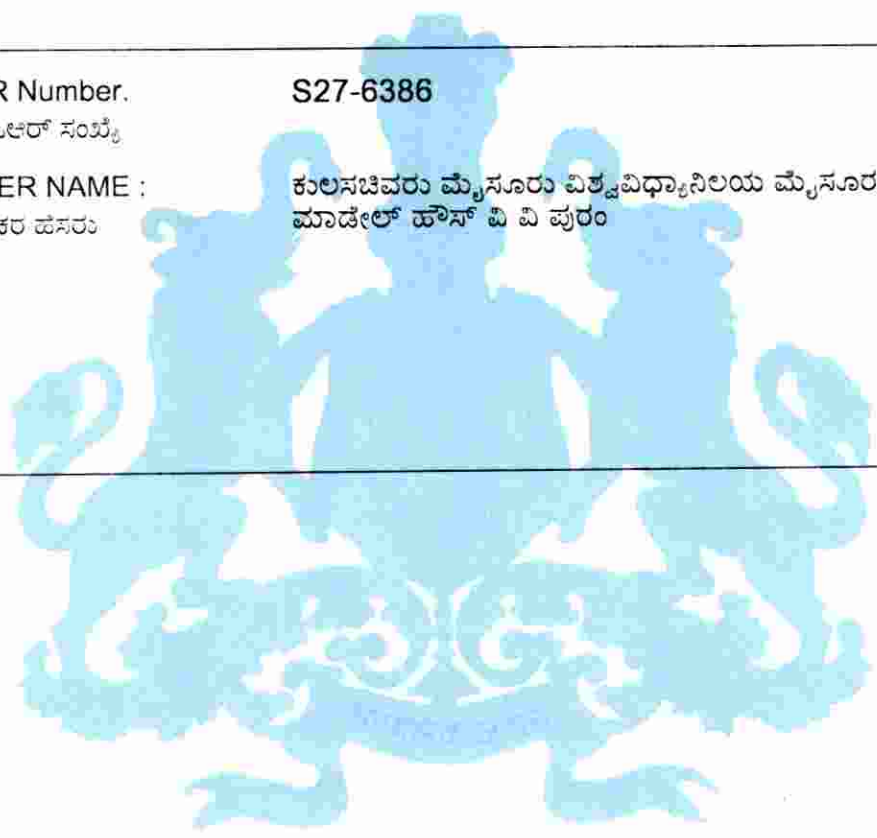 R Number. S27-6386
ಿಆರ್ ಸಂಖ್ಯೆ
ER NAME : ಕುಲಸಚಿವರು ಮೈಸೂರು ವಿಶ್ವವಿಧ್ಯಾನಿಲಯ ಮೈಸೂರ
ಕರ ಹೆಸರು ಮಾಡೇಲ್ ಹೌಸ್ ವಿ ವಿ ಪುರಂ